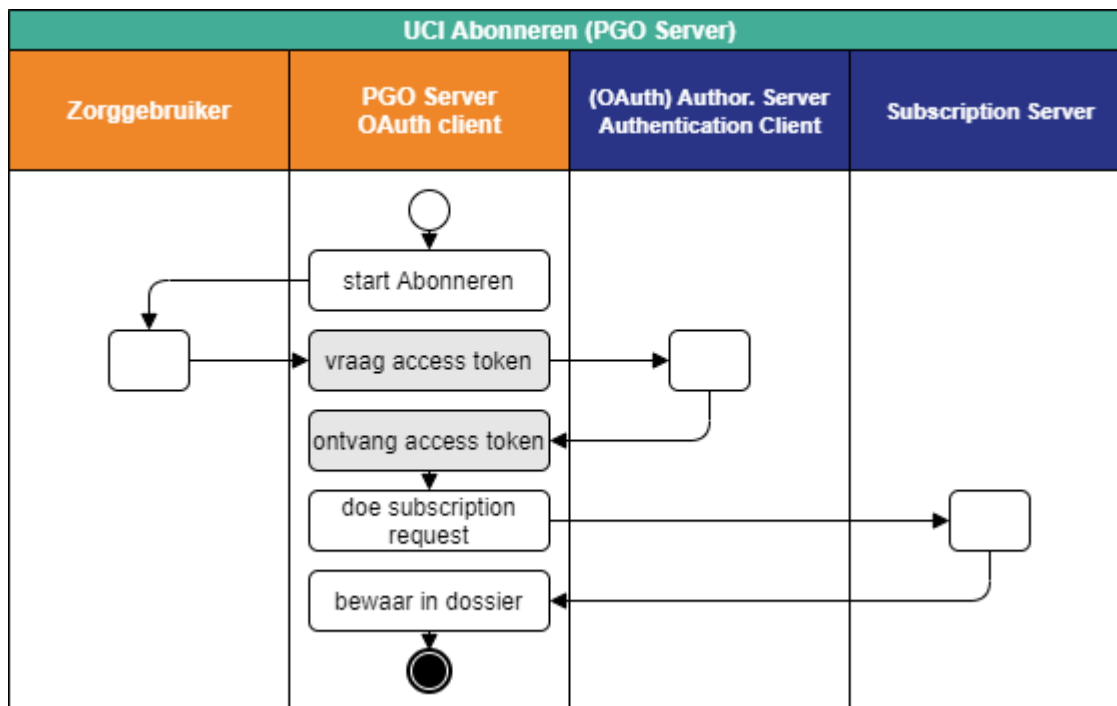 UCI Abonneren (PGO Server)
Zorggebruiker
PGO Server
OAuth client
(OAuth) Author. Server
Authentication Client
Subscription Server
start Abonneren
vraag access token
ontvang access token
doe subscription
request
bewaar in dossier